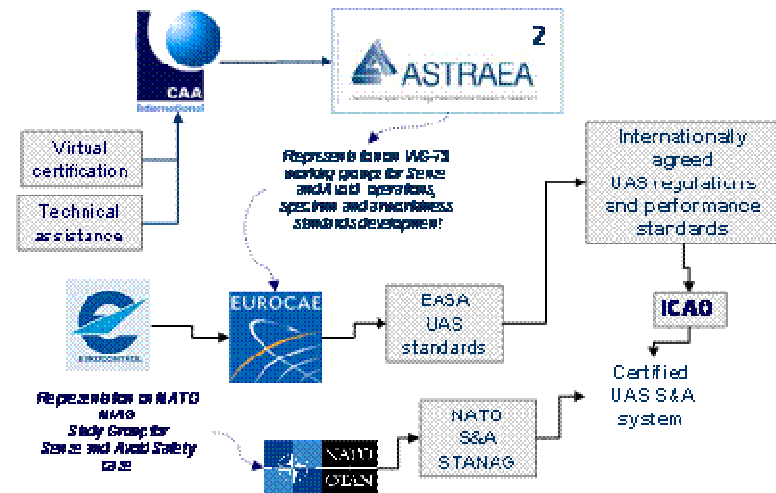 2
CAA
International
ASTRAEA
Virtual
certification
Technical
assistance
Representation on WG-73
working groups for Sense
and Avoid, operations,
spectrum and airworthiness
standards development
Internationally
agreed
UAS regulations
and performance
standards
EUROCONTROL
EUROCAE
EASA
UAS
standards
ICAO
Certified
UAS S&A
system
Representation on NATO
NIAG
Study Group for
Sense and Avoid Safety
case
NATO
OTAN
NATO
S&A
STANAG